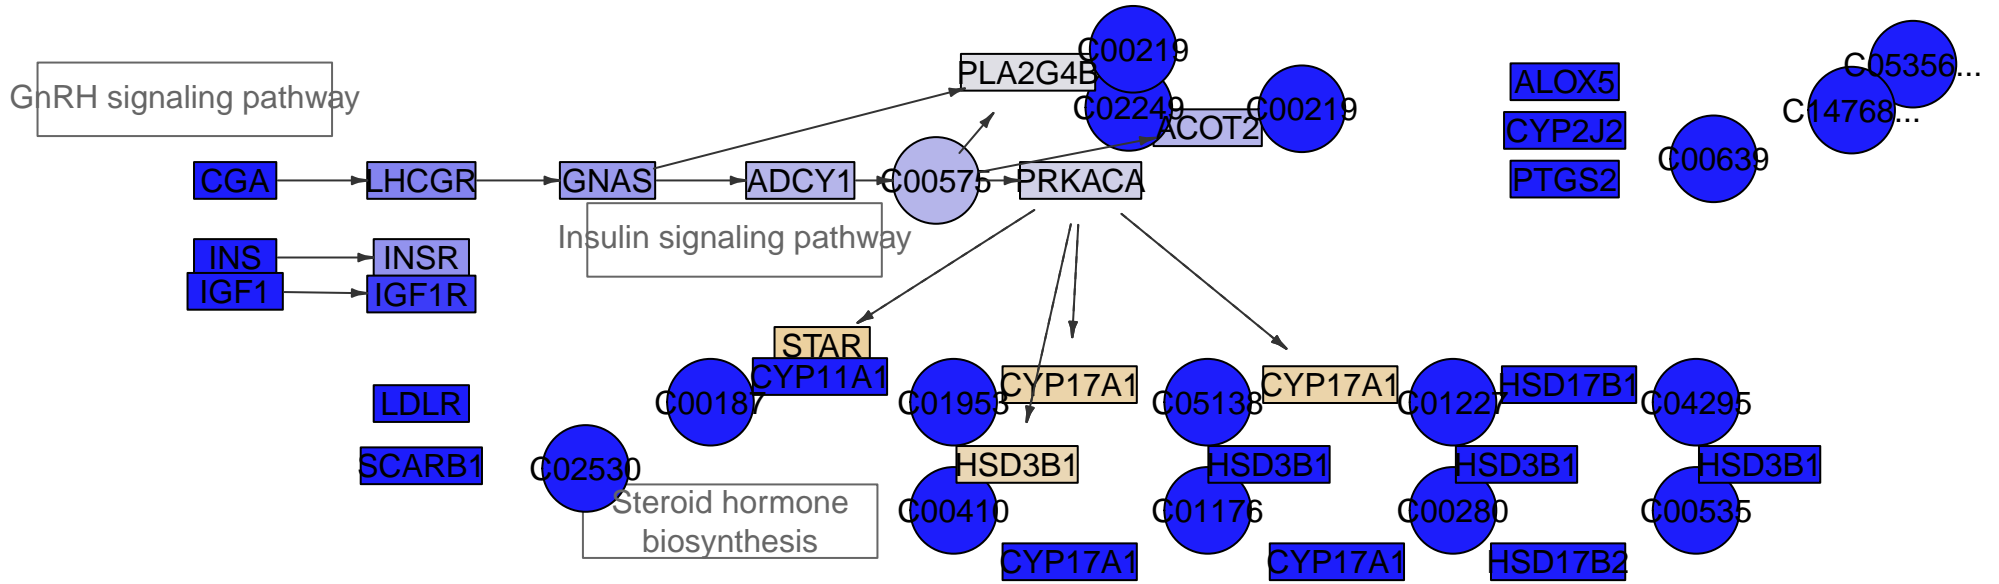 C00219
C05356...
PLA2G4B
ALOX5
GnRH signaling pathway
C02249
C00219
C14768...
ACOT2
CYP2J2
C00639
CGA
LHCGR
GNAS
ADCY1
C00575
PRKACA
PTGS2
Insulin signaling pathway
INS
INSR
IGF1
IGF1R
STAR
CYP11A1
CYP17A1
CYP17A1
HSD17B1
LDLR
C00187
C01953
C05138
C01227
C04295
SCARB1
C02530
HSD3B1
HSD3B1
HSD3B1
HSD3B1
Steroid hormone
biosynthesis
C00410
C01176
C00280
C00535
CYP17A1
CYP17A1
HSD17B2